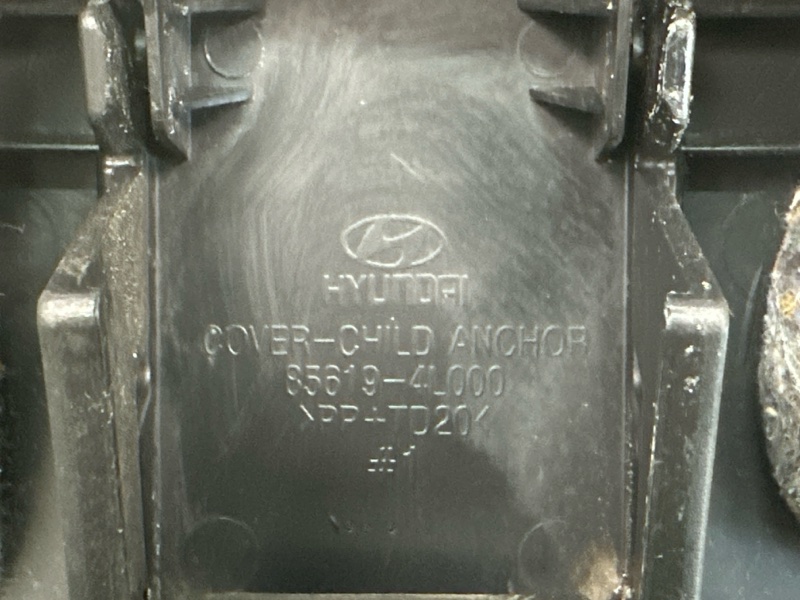 HYUNDAI
COVER-CHILD ANCHOR
85619-4L000
>PP+TD20<
#1